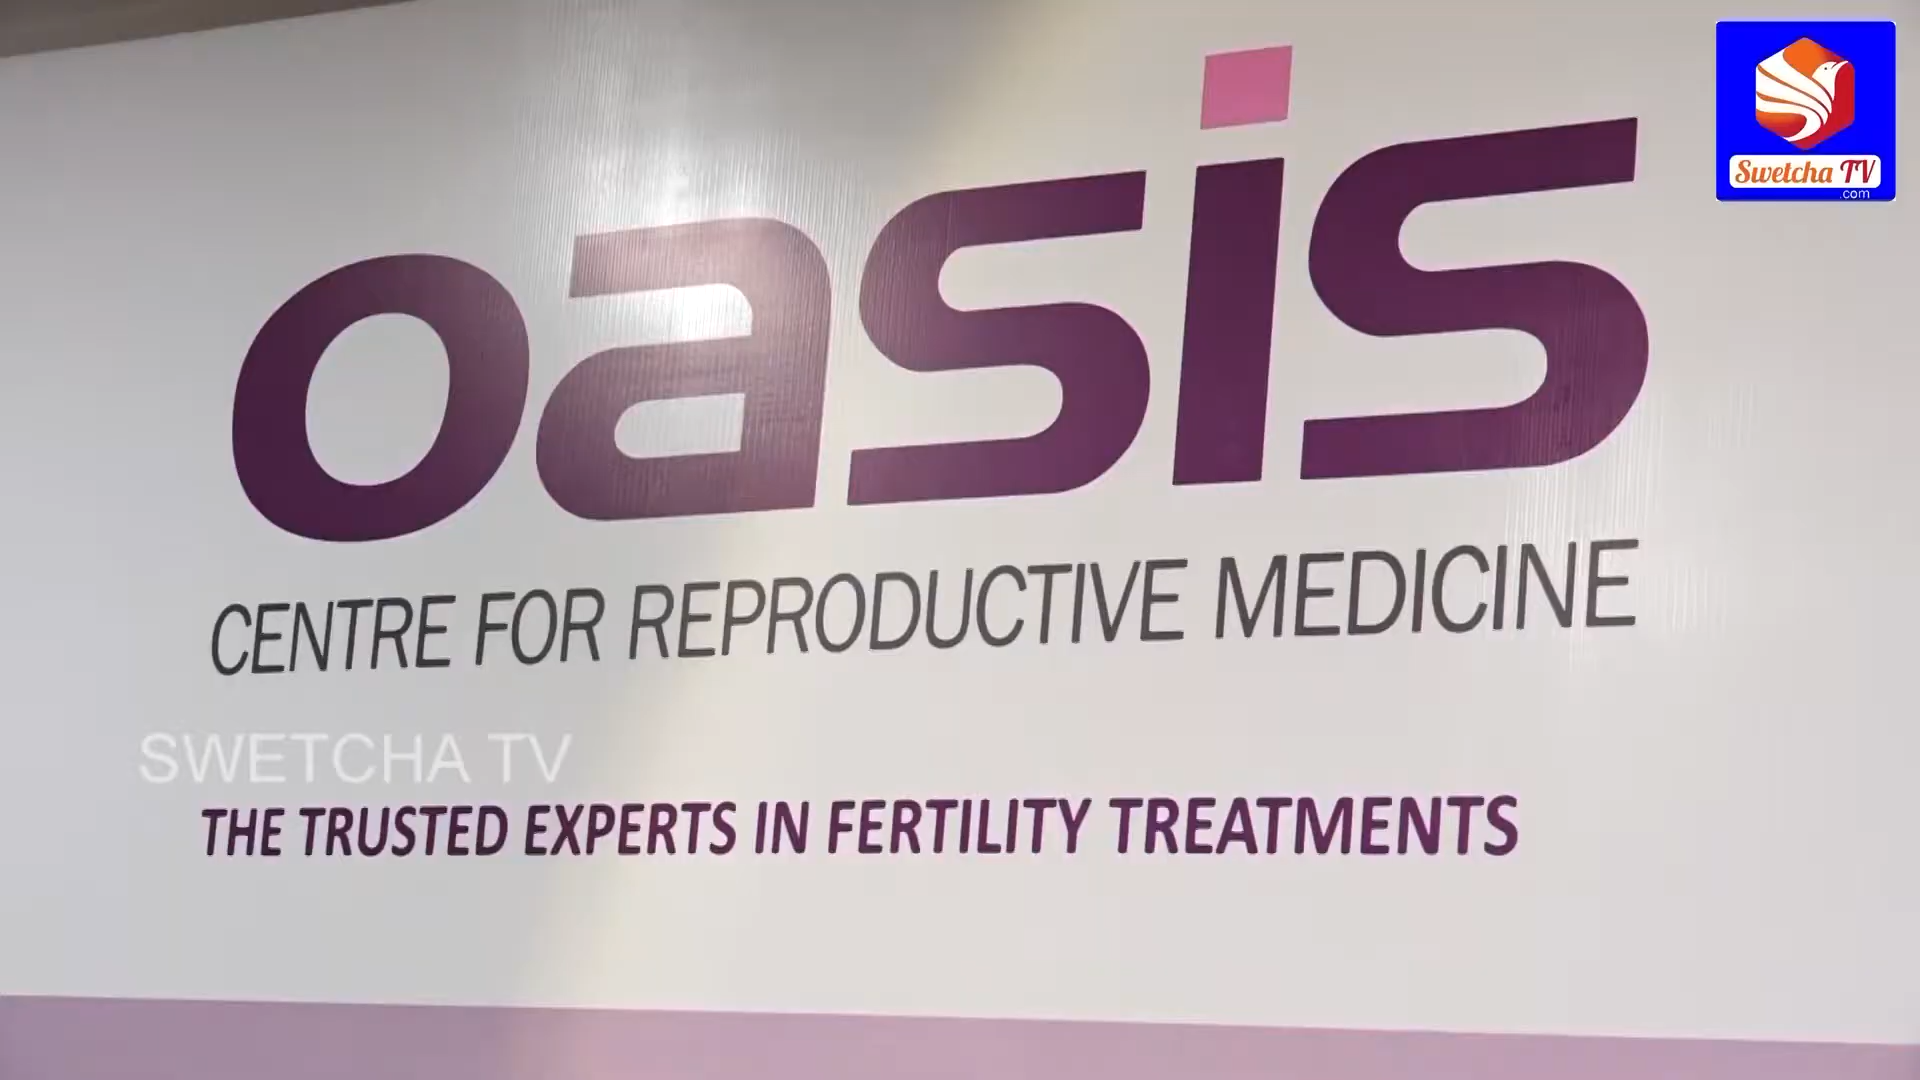 Swetcha TV
.com
oasis
CENTRE FOR REPRODUCTIVE MEDICINE
SWETCHA TV
THE TRUSTED EXPERTS IN FERTILITY TREATMENTS